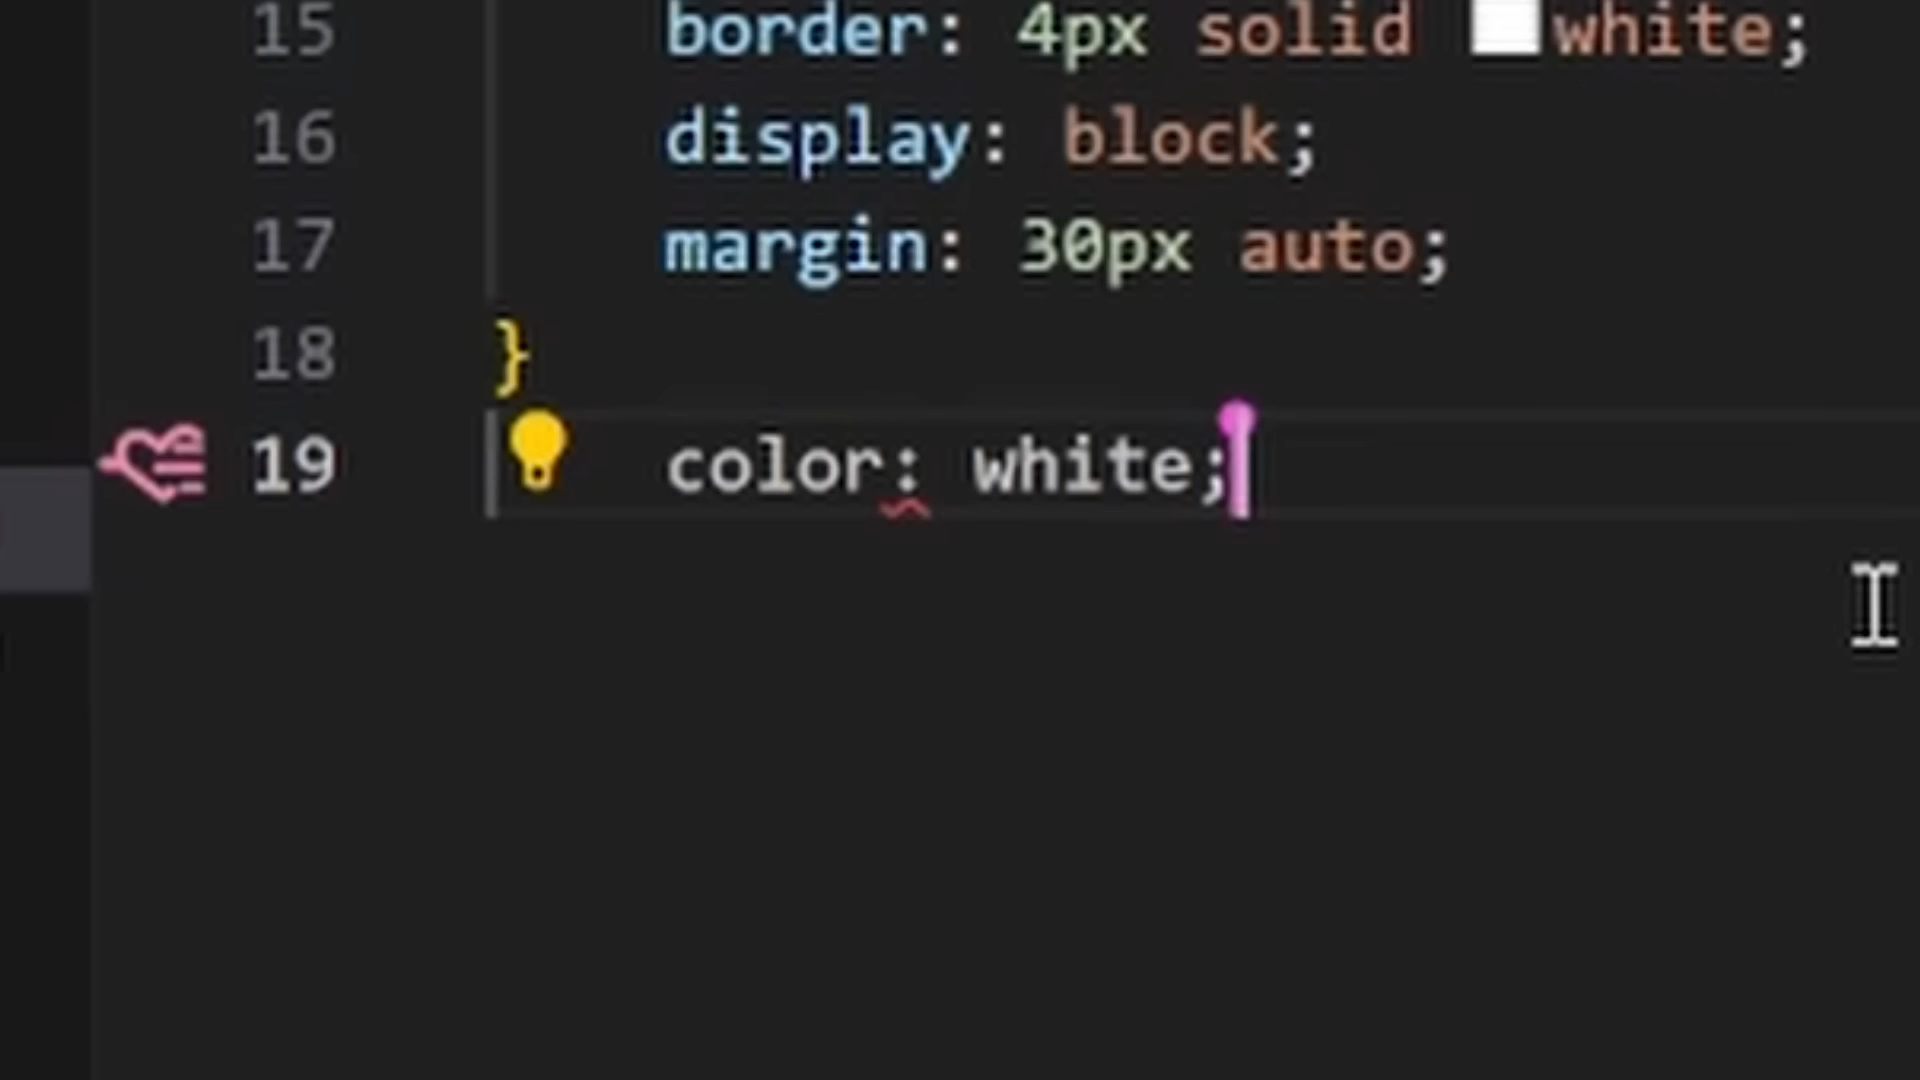 15 border: 4px solid white;
16 display: block;
17 margin: 30px auto;
18 }
19 color: white;